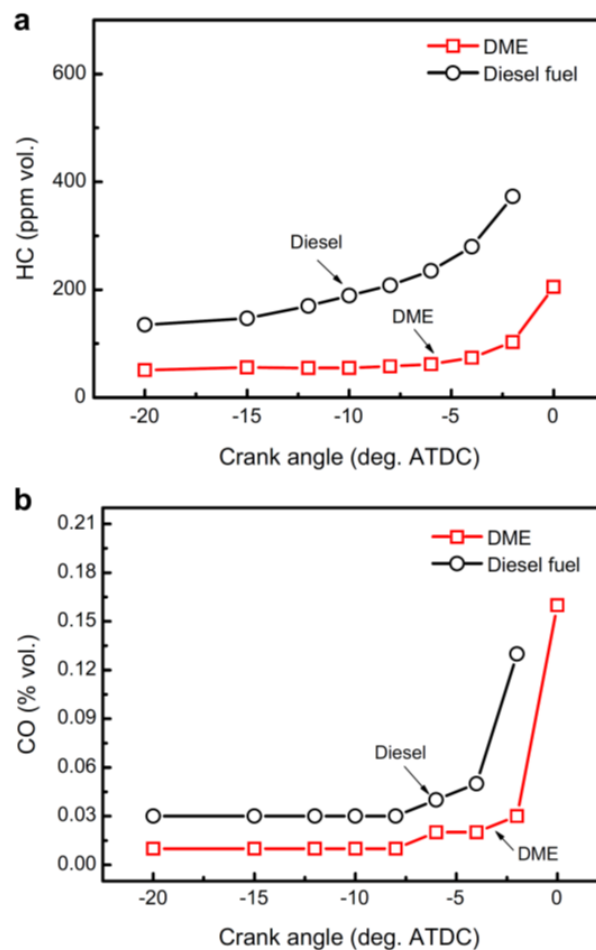 a
600
400
200
0
HC (ppm vol.)
DME
Diesel fuel
Diesel
DME
-20 -15 -10 -5 0
Crank angle (deg. ATDC)
b
0.21
0.18
0.15
0.12
0.09
0.06
0.03
0.00
CO (% vol.)
DME
Diesel fuel
Diesel
DME
-20 -15 -10 -5 0
Crank angle (deg. ATDC)